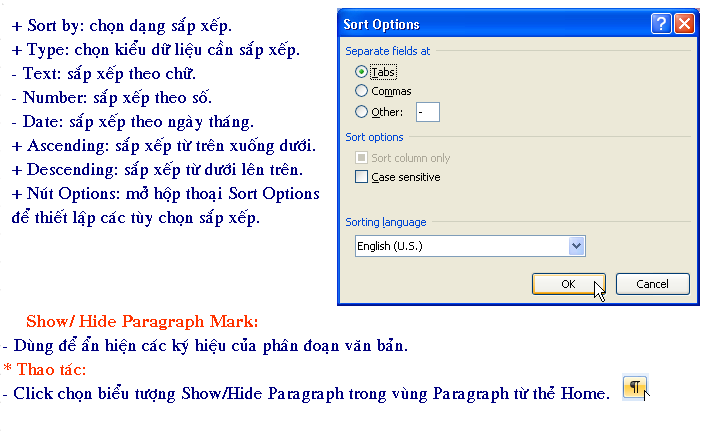 + Sort by: chọn dạng sắp xếp.
+ Type: chọn kiểu dữ liệu cần sắp xếp.
- Text: sắp xếp theo chữ.
- Number: sắp xếp theo số.
- Date: sắp xếp theo ngày tháng.
+ Ascending: sắp xếp từ trên xuống dưới.
+ Descending: sắp xếp từ dưới lên trên.
+ Nút Options: mở hộp thoại Sort Options
để thiết lập các tùy chọn sắp xếp.
Sort Options
Separate fields at
Tabs
Commas
Other: -
Sort options
Sort column only
Case sensitive
Sorting language
English (U.S.)
OK Cancel
Show/ Hide Paragraph Mark:
- Dùng để ẩn hiện các ký hiệu của phân đoạn văn bản.
* Thao tác:
- Click chọn biểu tượng Show/Hide Paragraph trong vùng Paragraph từ thẻ Home. ¶